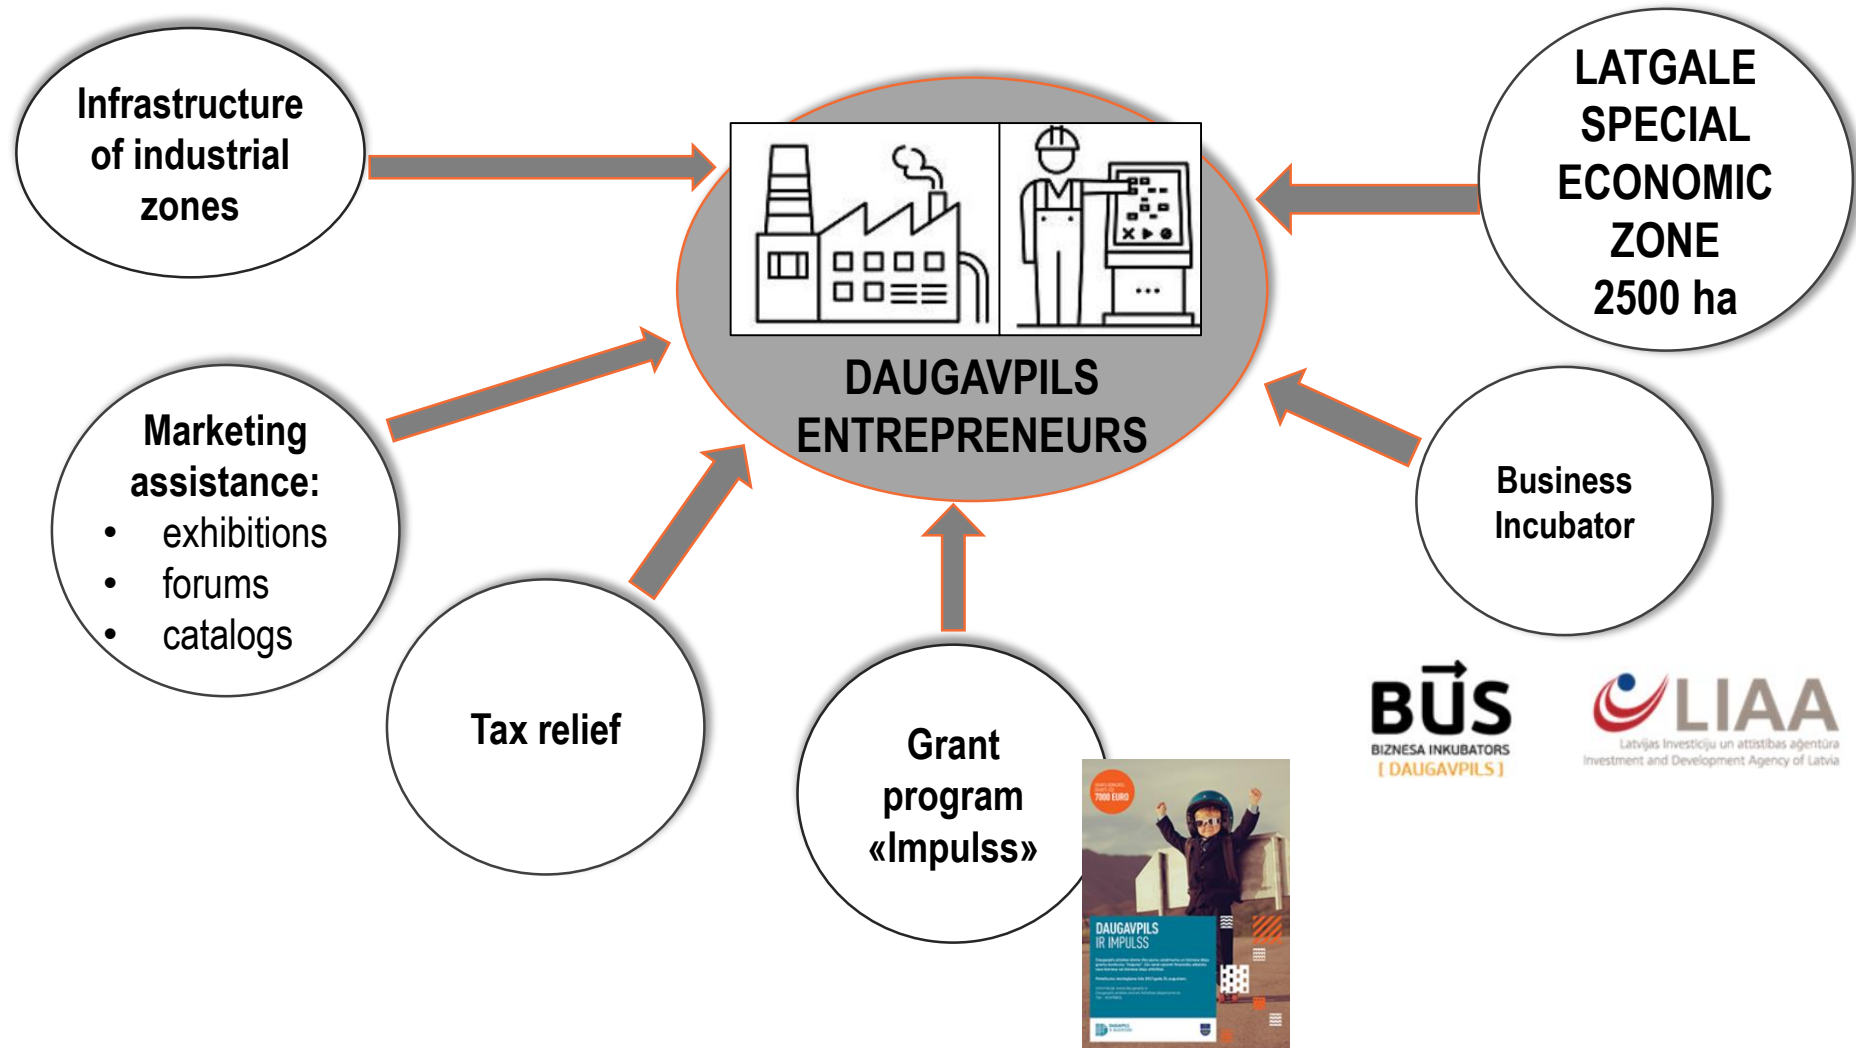 Infrastructure
of industrial
zones
DAUGAVPILS
ENTREPRENEURS
LATGALE
SPECIAL
ECONOMIC
ZONE
2500 ha
Marketing
assistance:
• exhibitions
• forums
• catalogs
Tax relief
Grant
program
«Impulss»
Business
Incubator
BUS
BIZNESA INKUBATORS
[ DAUGAVPILS ]
LIAA
Latvijas Investīciju un attīstības aģentūra
Investment and Development Agency of Latvia
7000 EURO
DAUGAVPILS
IR IMPULSS